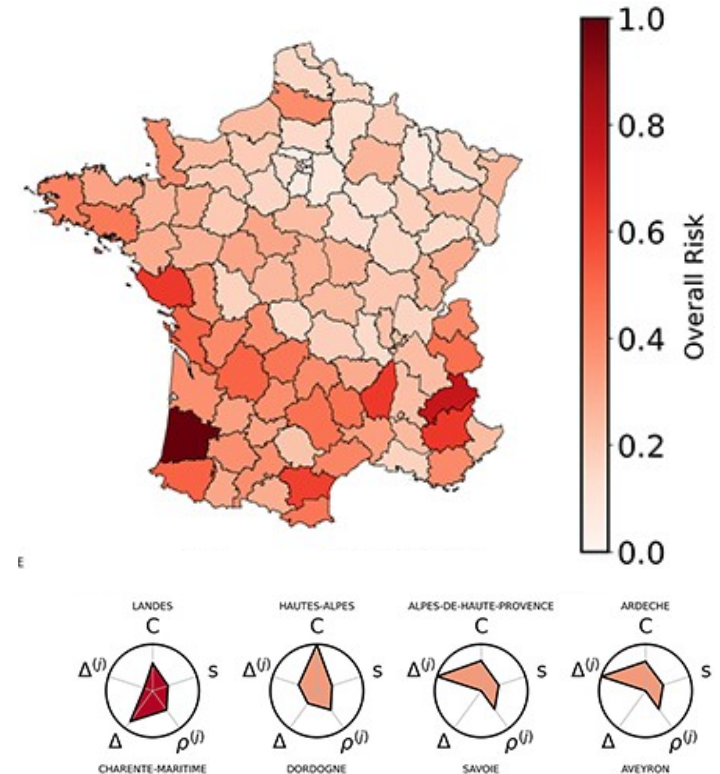 1.0
0.8
0.6
0.4
0.2
0.0
Overall Risk
E
LANDES HAUTES-ALPES ALPES-DE-HAUTE-PROVENCE ARDECHE
C C C C
Δ⁽ʲ⁾ s Δ⁽ʲ⁾ s Δ⁽ʲ⁾ s Δ⁽ʲ⁾ s
Δ ρ⁽ʲ⁾ Δ ρ⁽ʲ⁾ Δ ρ⁽ʲ⁾ Δ ρ⁽ʲ⁾
CHARENTE-MARITIME DORDOGNE SAVOIE AVEYRON